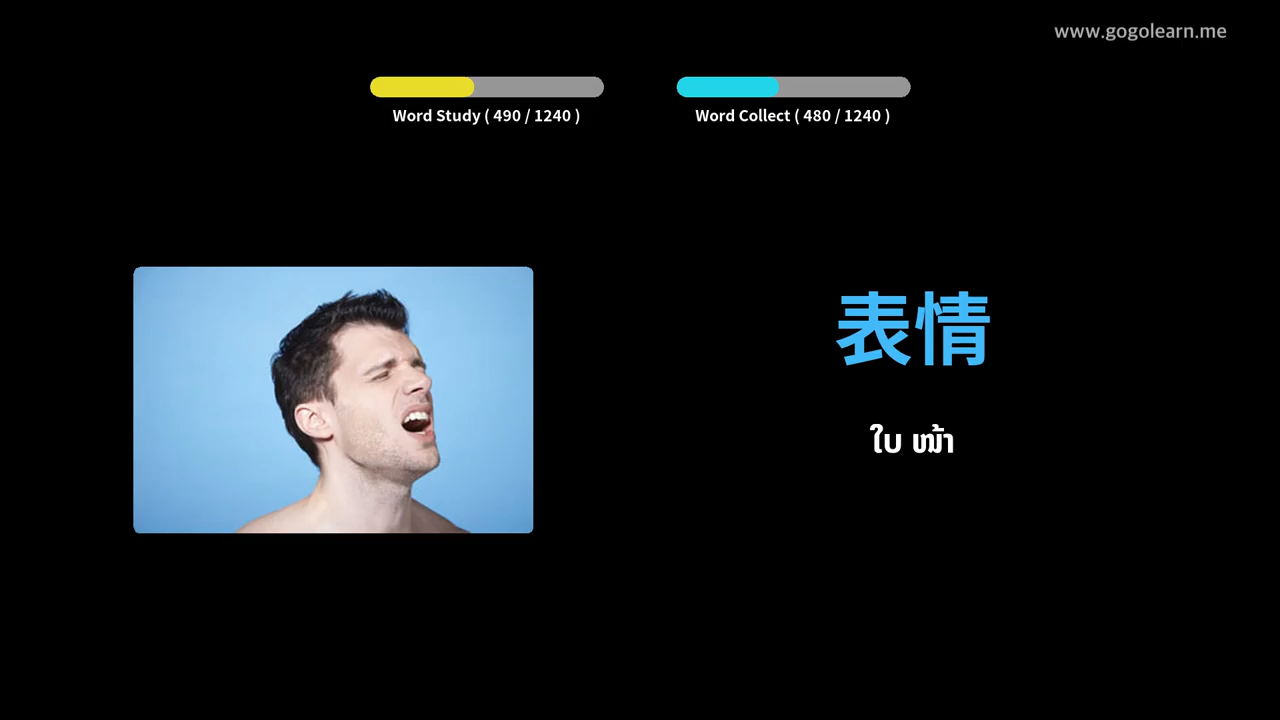 www.gogolearn.me
Word Study ( 490 / 1240 )
Word Collect ( 480 / 1240 )
表情
ໃບ ໜ້າ